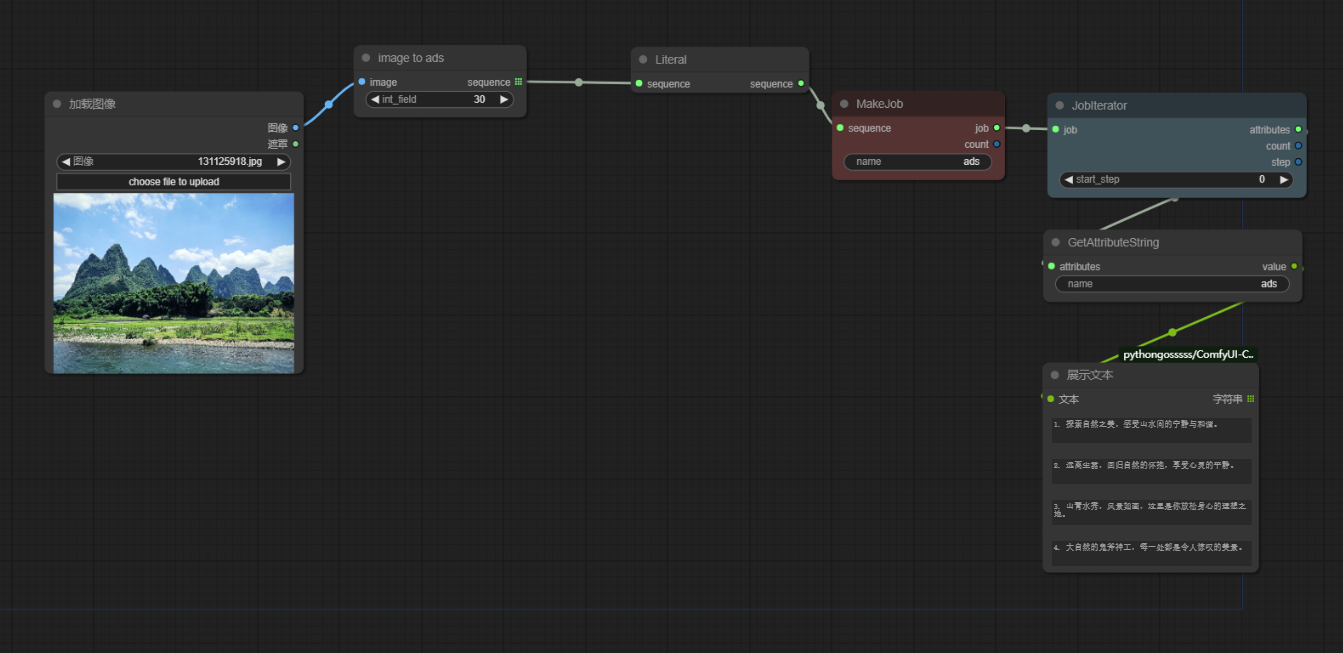 加载图像
图像
遮罩
图像 131125918.jpg
choose file to upload
image to ads
image sequence
int_field 30
Literal
sequence sequence
MakeJob
sequence job
count
name ads
JobIterator
job attributes
count
step
start_step 0
GetAttributeString
attributes value
name ads
pythongosssss/ComfyUI-C..
展示文本
文本 字符串
1. 探索自然之美，感受山水间的宁静与和谐。
2. 远离尘嚣，回归自然的怀抱，享受心灵的平静。
3. 山青水秀，风景如画，这里是你放松身心的理想之
地。
4. 大自然的鬼斧神工，每一处都是令人惊叹的美景。